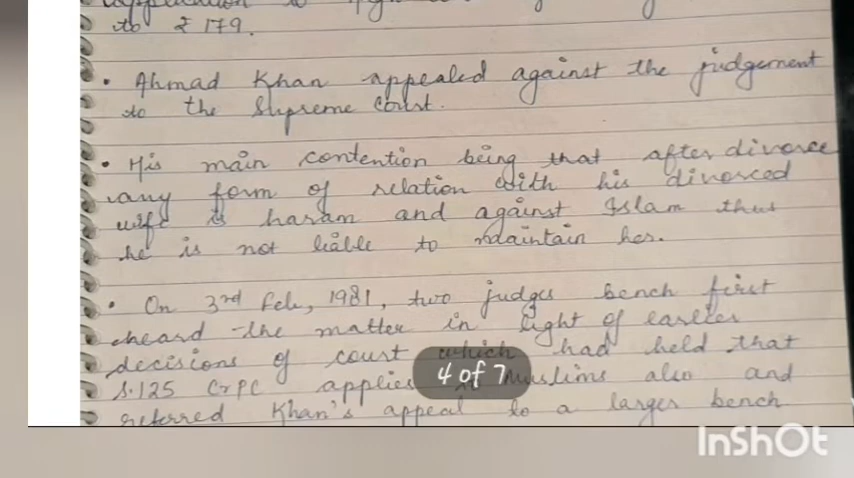 to ₹ 179.
• Ahmad Khan appealed against the judgement
to the Supreme Court.
• His main contention being that after divorce
any form of relation with his divorced
wife is haram and against Islam thus
he is not liable to maintain her.
• On 3rd Feb, 1981, two judges bench first
heard the matter in light of earlier
decisions of court which had held that
S.125 CrPC applies to Muslims also and
referred Khan's appeal to a larger bench
4 of 7
InShOt